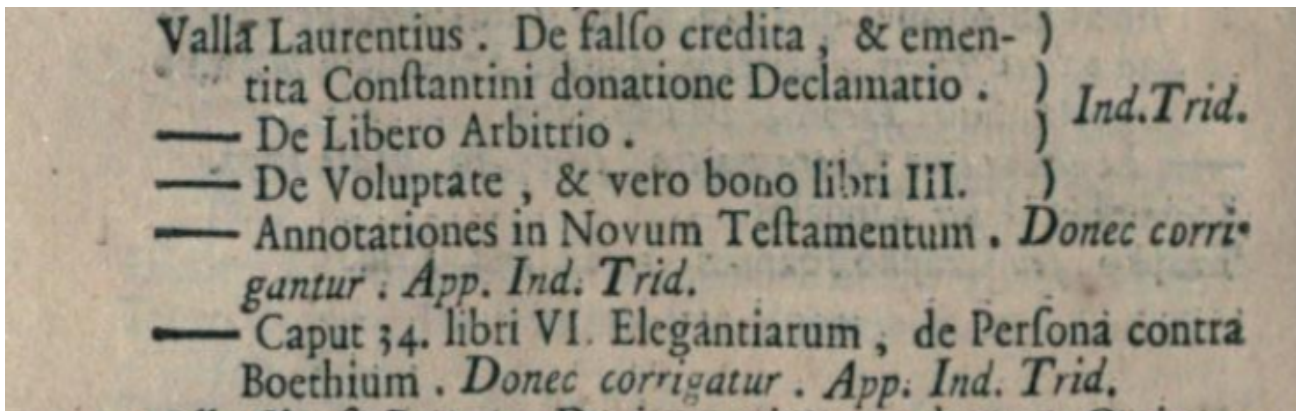 Valla Laurentius . De falſo credita , & emen- )
tita Conſtantini donatione Declamatio . ) Ind.Trid.
— De Libero Arbitrio . )
— De Voluptate , & vero bono libri III. )
— Annotationes in Novum Teſtamentum . Donec corri-
gantur . App. Ind. Trid.
— Caput 34. libri VI. Elegantiarum , de Perſona contra
Boethium . Donec corrigatur . App. Ind. Trid.